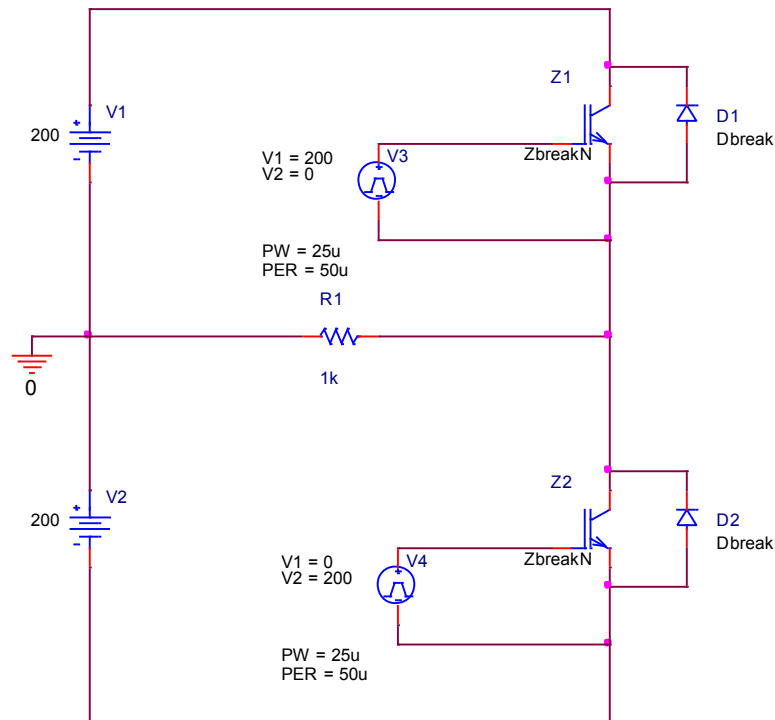 Z1
V1
D1
200
Dbreak
V3
ZbreakN
V1 = 200
V2 = 0
PW = 25u
PER = 50u
R1
1k
0
Z2
V2
200
D2
Dbreak
ZbreakN
V1 = 0
V4
V2 = 200
PW = 25u
PER = 50u